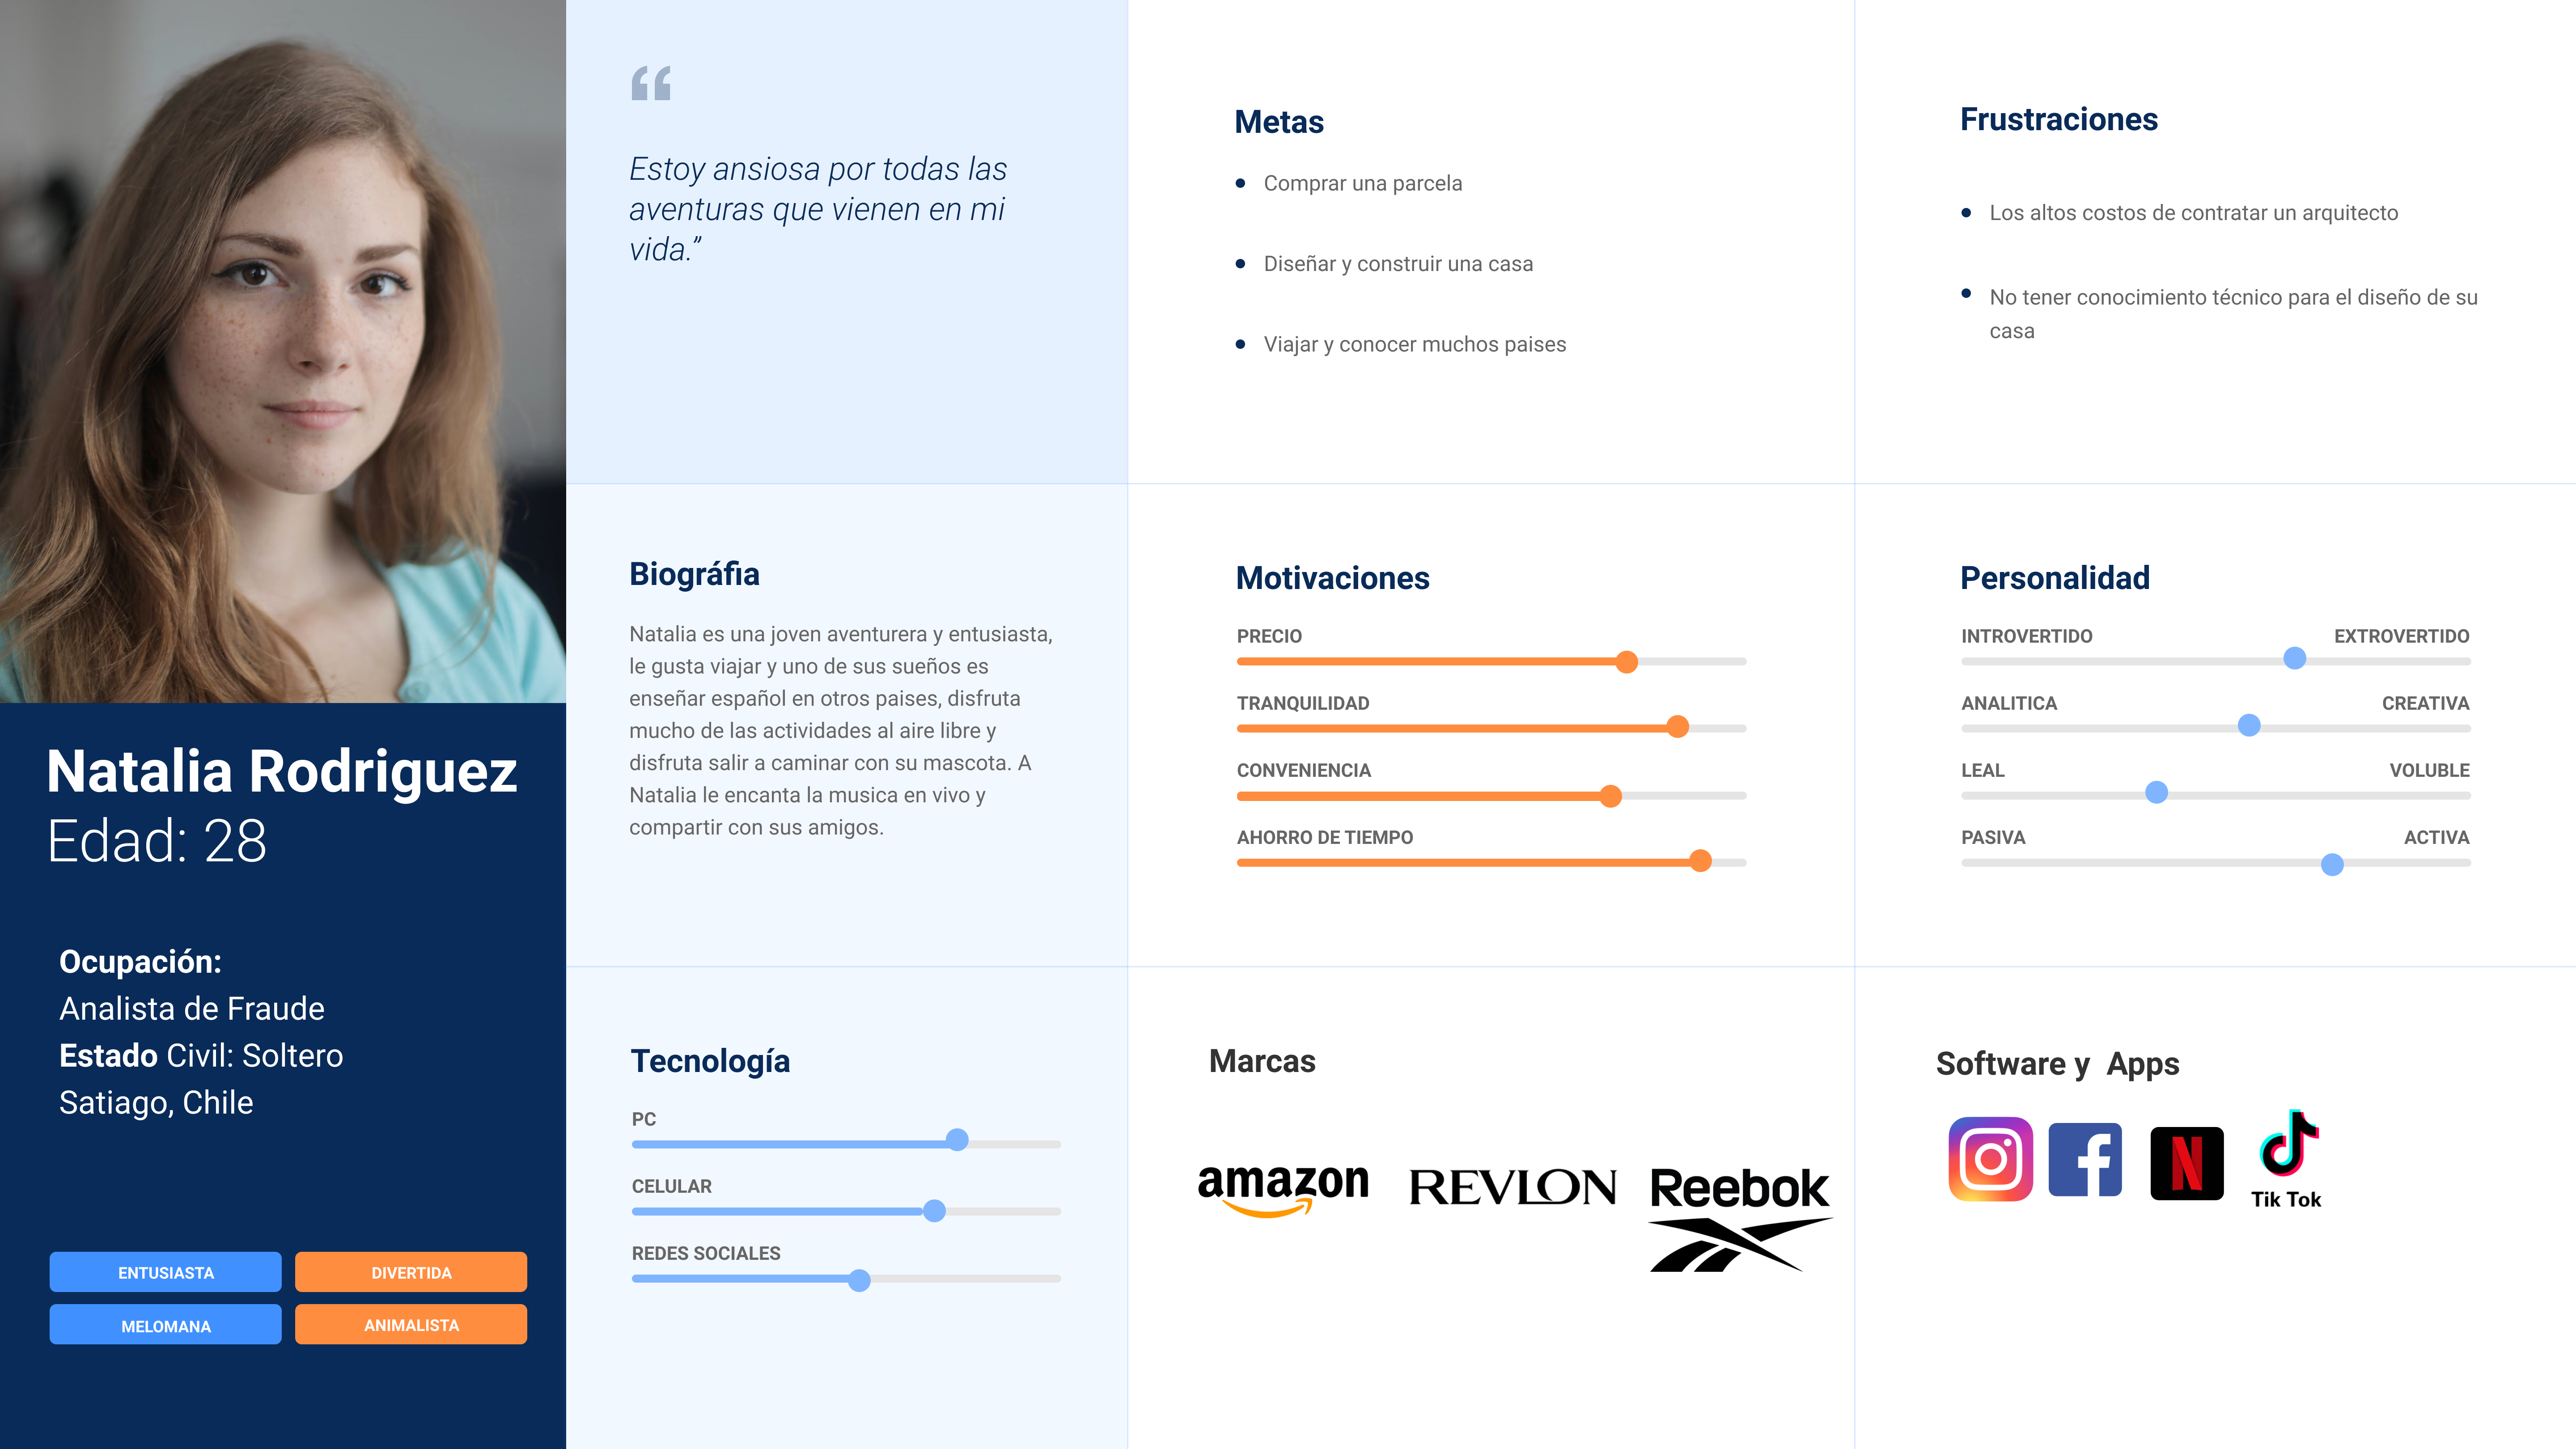 Natalia Rodriguez
Edad: 28
Ocupación:
Analista de Fraude
Estado Civil: Soltero
Satiago, Chile
ENTUSIASTA
DIVERTIDA
MELOMANA
ANIMALISTA
“
Estoy ansiosa por todas las
aventuras que vienen en mi
vida.”
Metas
• Comprar una parcela
• Diseñar y construir una casa
• Viajar y conocer muchos paises
Frustraciones
• Los altos costos de contratar un arquitecto
• No tener conocimiento técnico para el diseño de su
casa
Biográfia
Natalia es una joven aventurera y entusiasta,
le gusta viajar y uno de sus sueños es
enseñar español en otros paises, disfruta
mucho de las actividades al aire libre y
disfruta salir a caminar con su mascota. A
Natalia le encanta la musica en vivo y
compartir con sus amigos.
Motivaciones
PRECIO
TRANQUILIDAD
CONVENIENCIA
AHORRO DE TIEMPO
Personalidad
INTROVERTIDO EXTROVERTIDO
ANALITICA CREATIVA
LEAL VOLUBLE
PASIVA ACTIVA
Tecnología
PC
CELULAR
REDES SOCIALES
Marcas
amazon
REVLON
Reebok
Software y Apps
f
N
Tik Tok